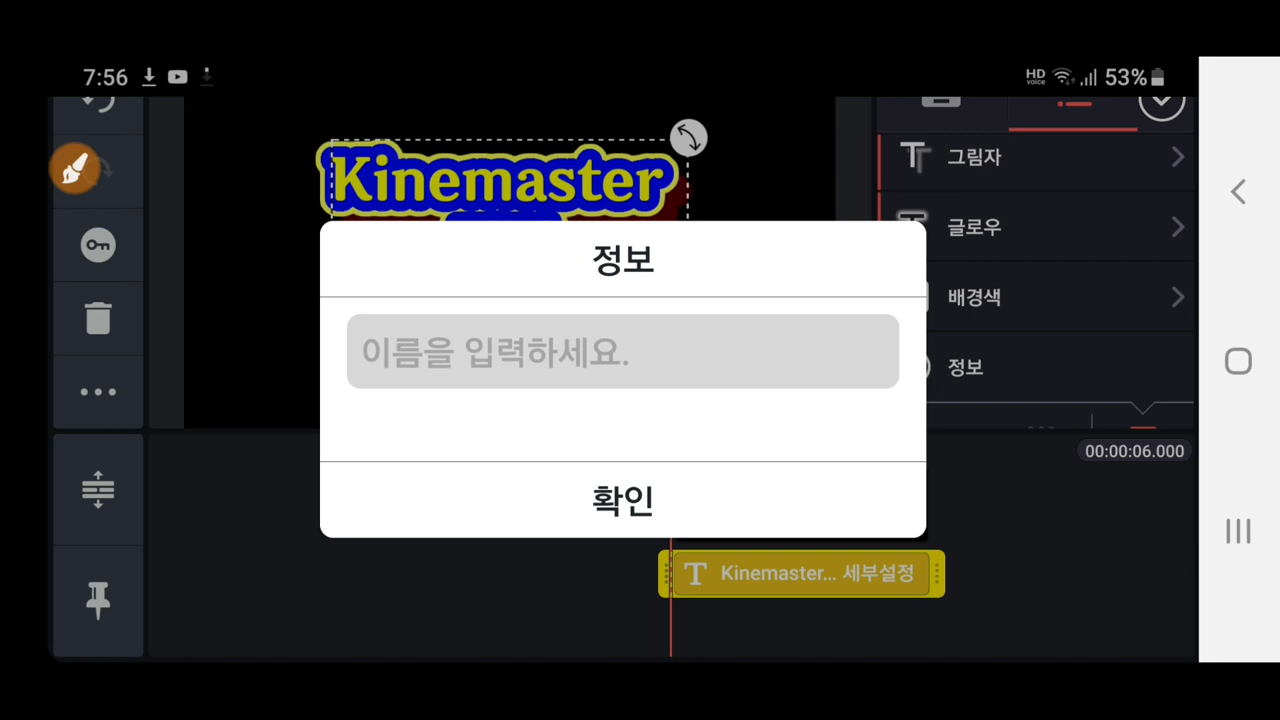 7:56
HD voice 53%
Kinemaster
그림자
글로우
배경색
정보
정보
이름을 입력하세요.
확인
00:00:06.000
T Kinemaster... 세부설정